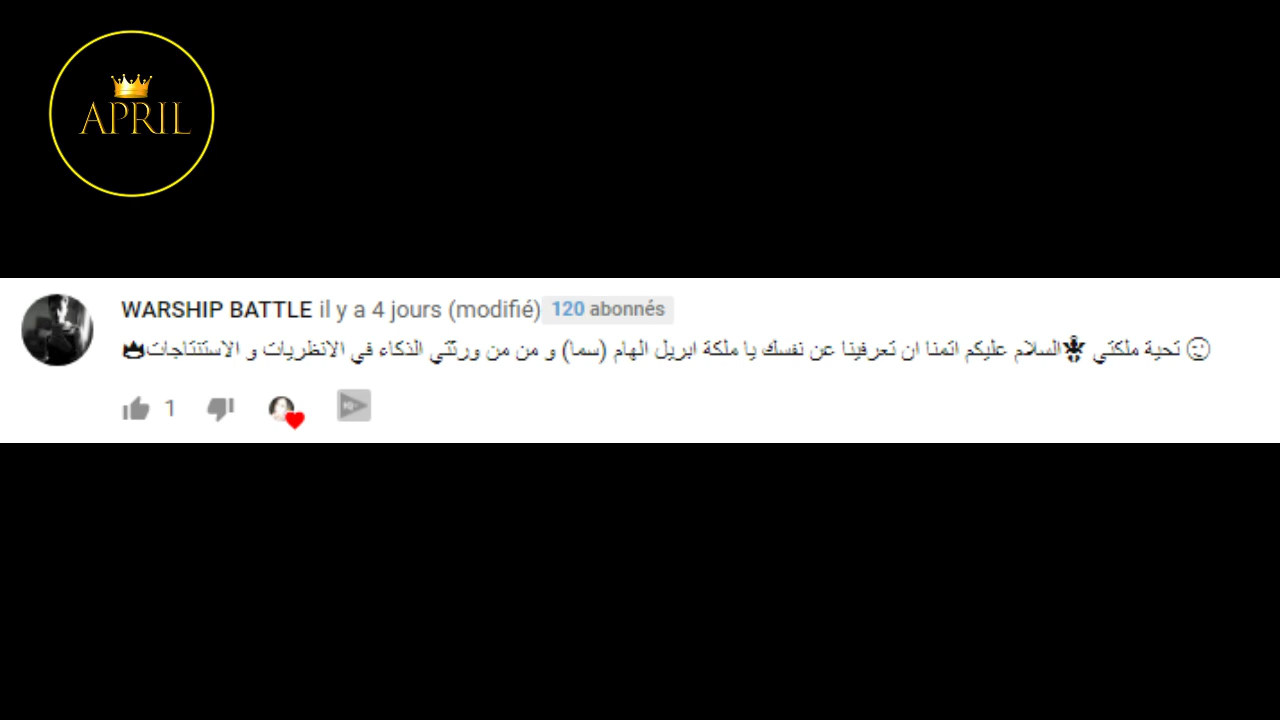 APRIL
WARSHIP BATTLE il y a 4 jours (modifié) 120 abonnés
😉 تحية ملكتي ⚜السلام عليكم اتمنا ان تعرفينا عن نفسك يا ملكة ابريل الهام (سما) و من من ورثتي الذكاء في الانظريات و الاستنتاجات👑
1